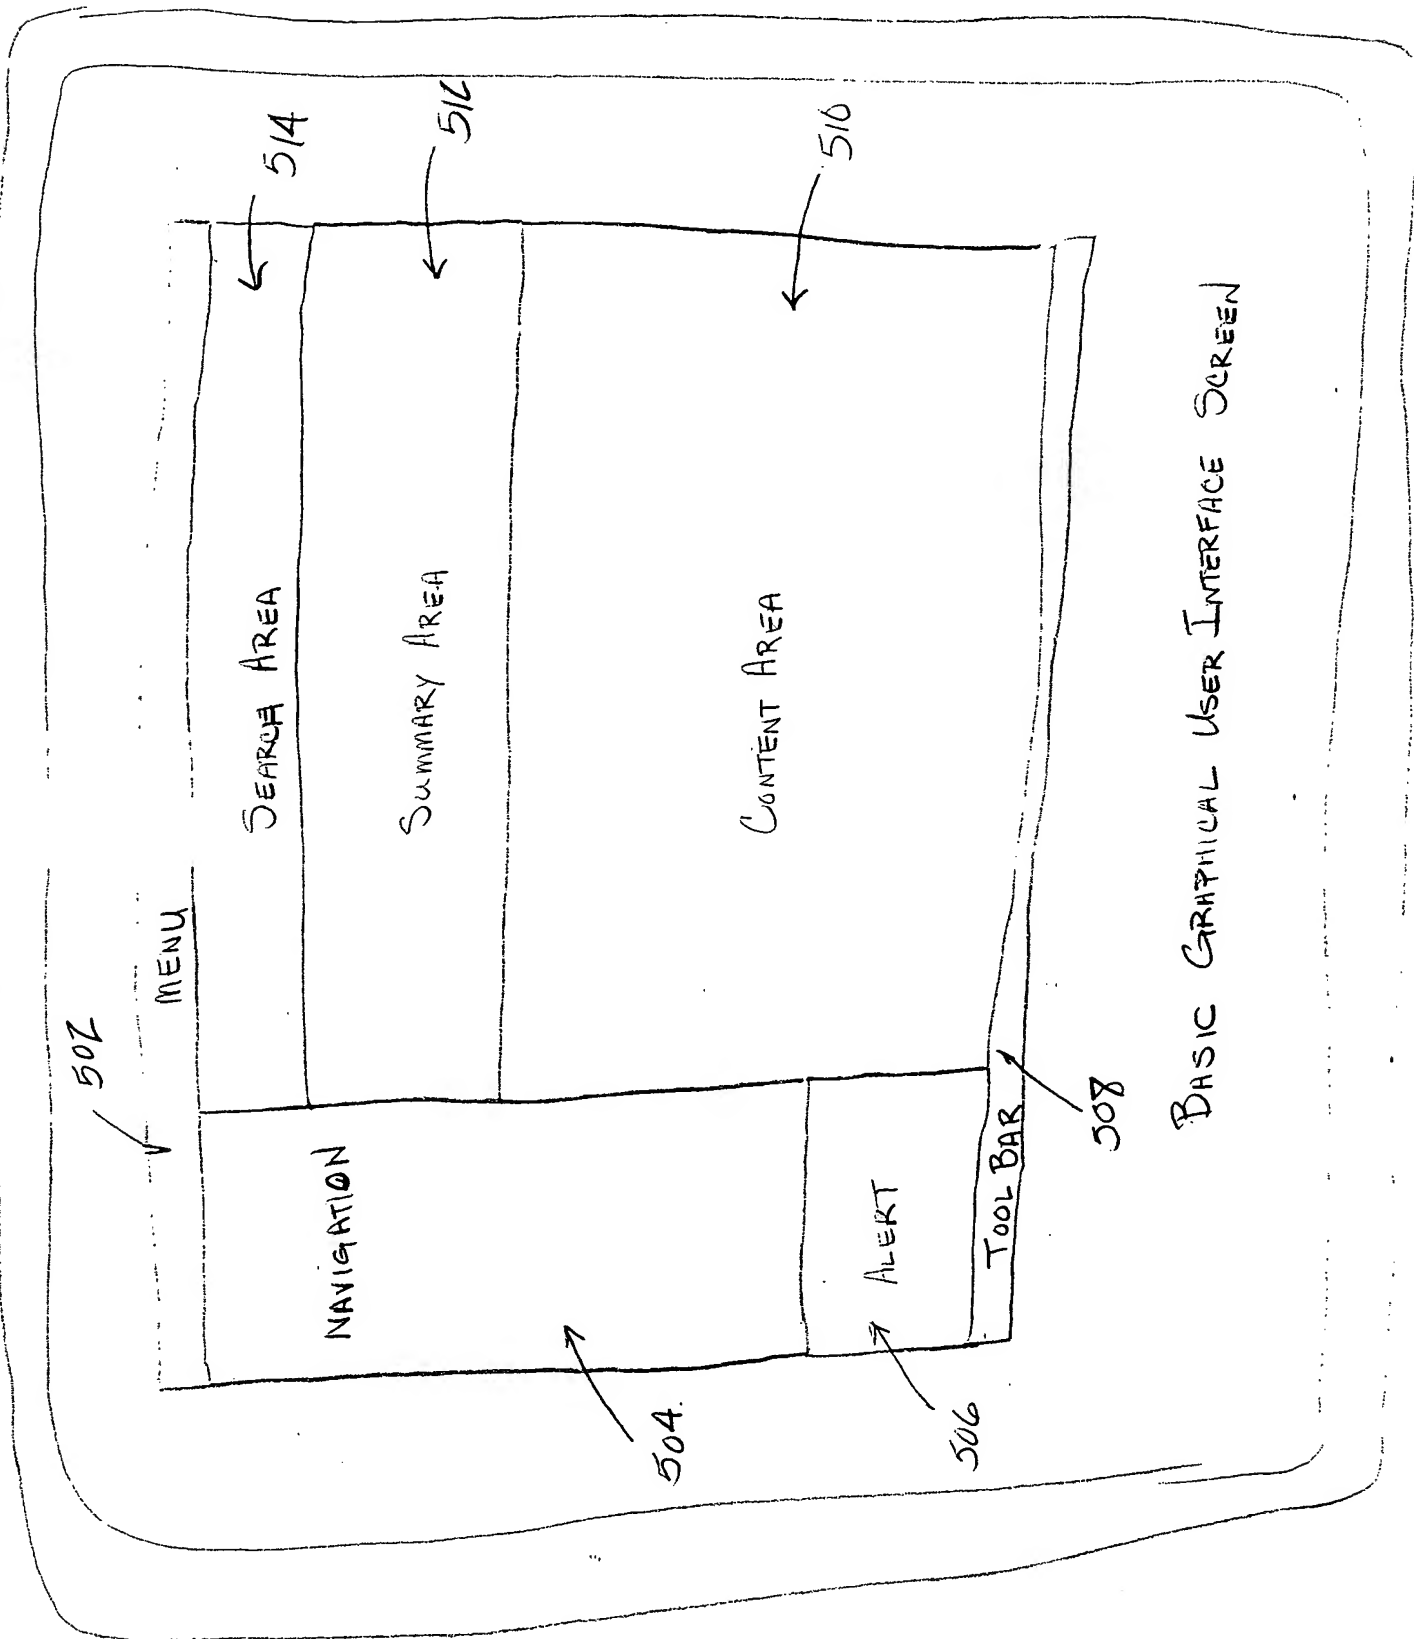 502
MENU
514
SEARCH AREA
512
SUMMARY AREA
NAVIGATION
504.
CONTENT AREA
510
ALERT
506
TOOL BAR
508
BASIC GRAPHICAL USER INTERFACE SCREEN